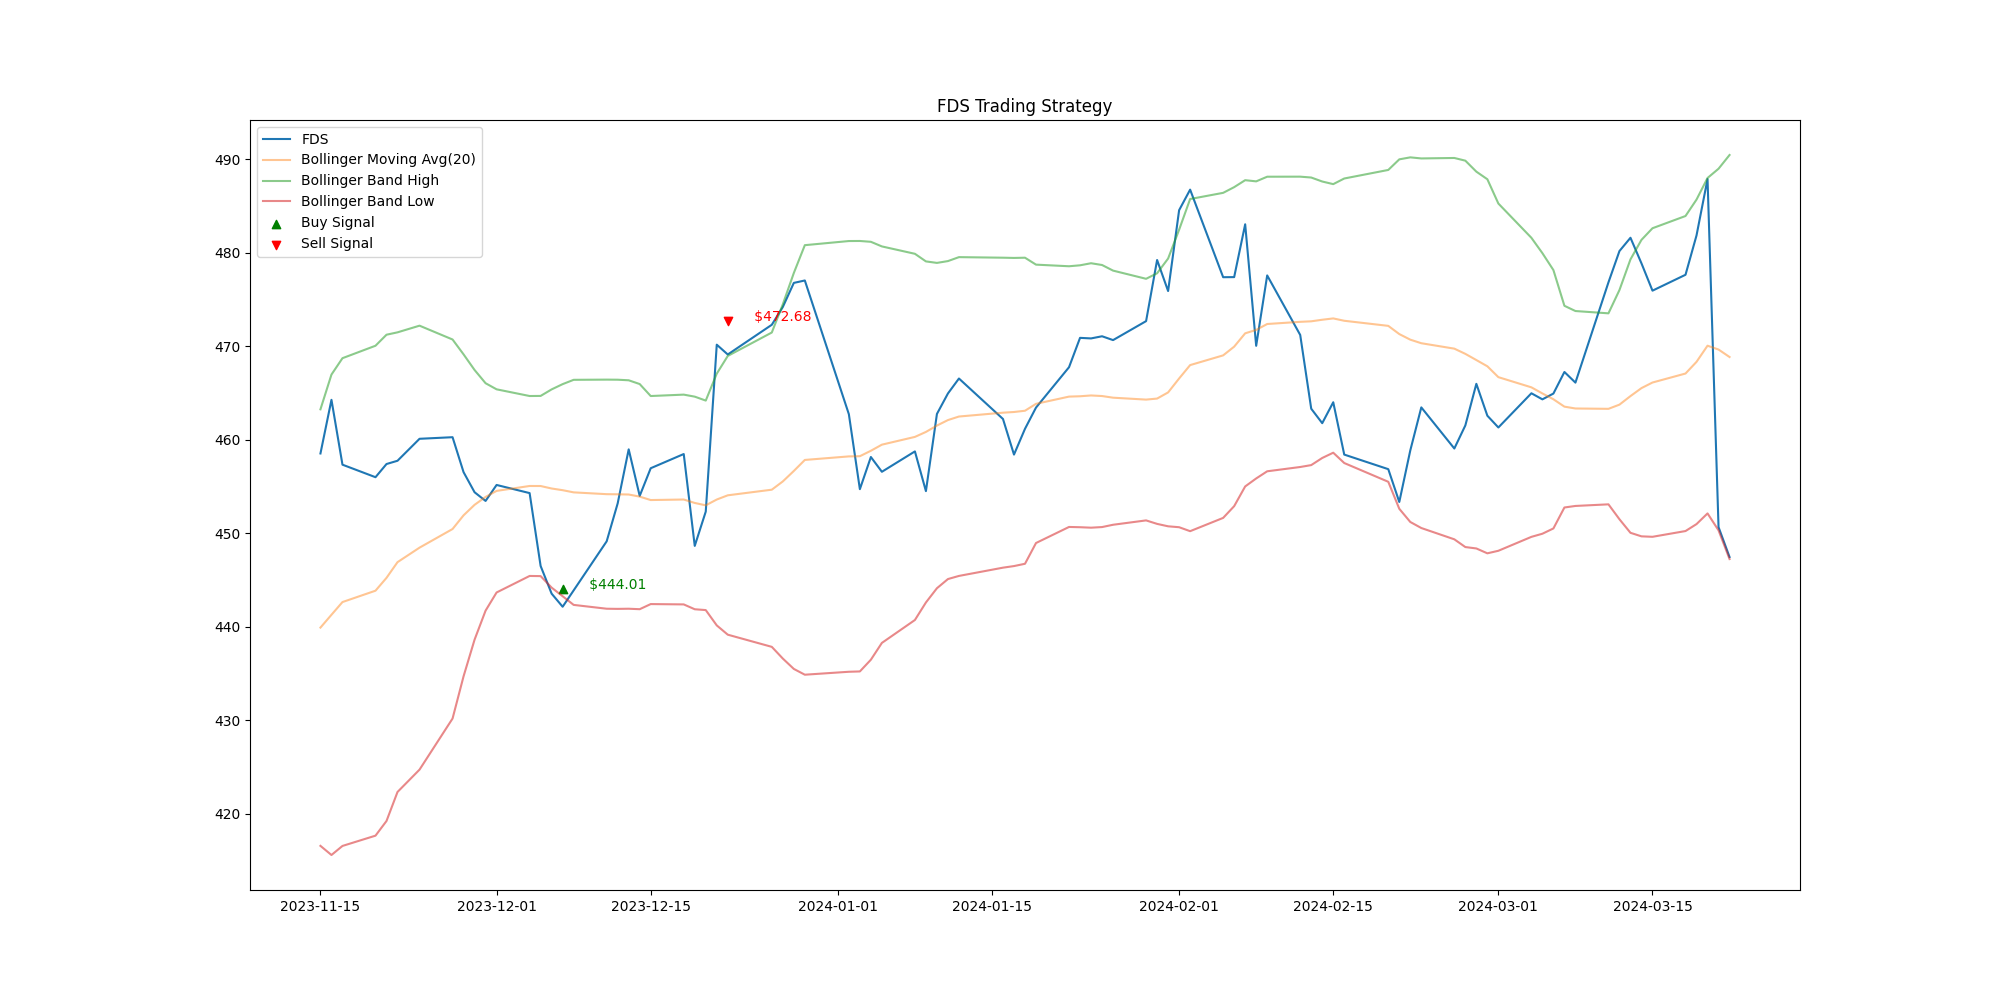 FDS Trading Strategy
FDS
Bollinger Moving Avg(20)
Bollinger Band High
Bollinger Band Low
Buy Signal
Sell Signal
490
480
470
460
450
440
430
420
$472.68
$444.01
2023-11-15 2023-12-01 2023-12-15 2024-01-01 2024-01-15 2024-02-01 2024-02-15 2024-03-01 2024-03-15